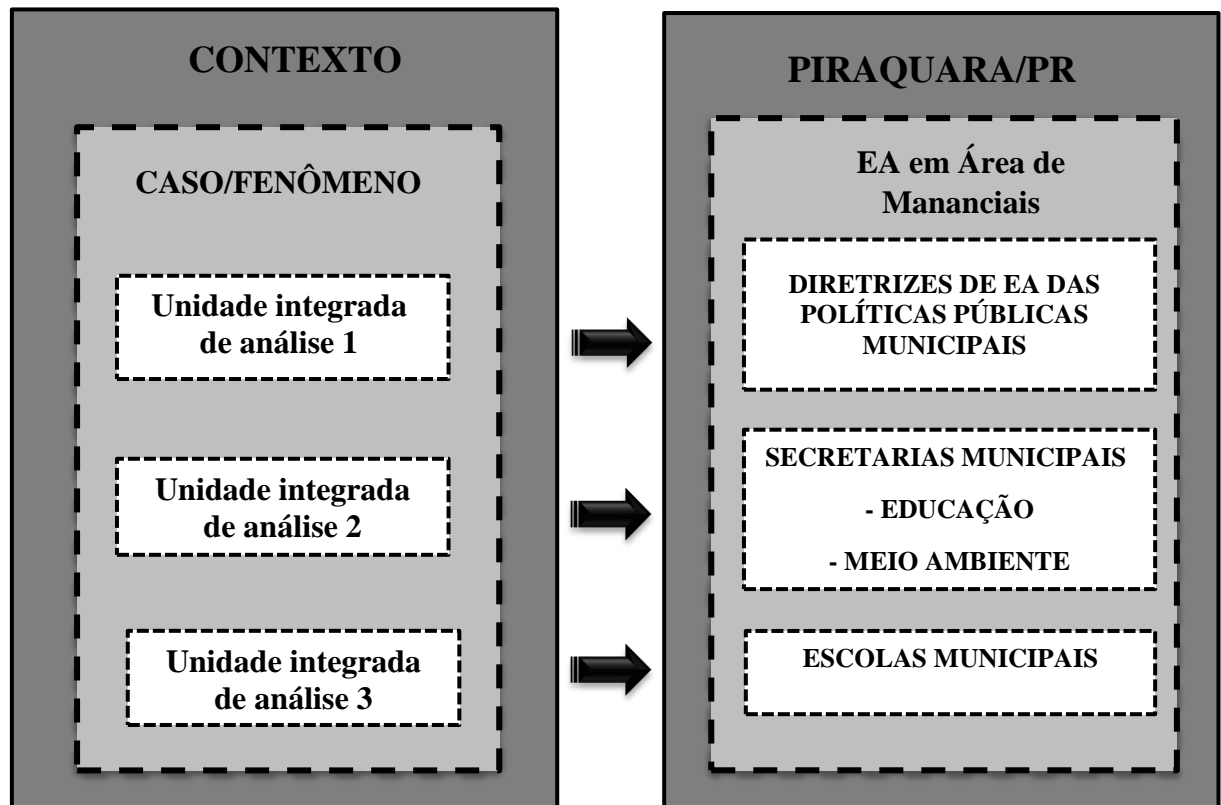 CONTEXTO
CASO/FENÔMENO
Unidade integrada
de análise 1
Unidade integrada
de análise 2
Unidade integrada
de análise 3
PIRAQUARA/PR
EA em Área de
Mananciais
DIRETRIZES DE EA DAS
POLÍTICAS PÚBLICAS
MUNICIPAIS
SECRETARIAS MUNICIPAIS
- EDUCAÇÃO
- MEIO AMBIENTE
ESCOLAS MUNICIPAIS